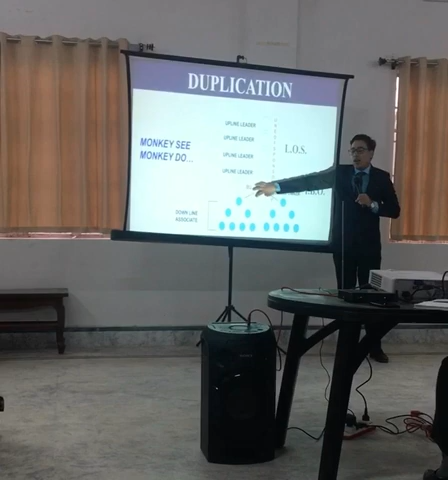 DUPLICATION
MONKEY SEE
MONKEY DO...
UPLINE LEADER
UPLINE LEADER
UPLINE LEADER
UPLINE LEADER
L.O.S.
DOWN LINE
ASSOCIATE